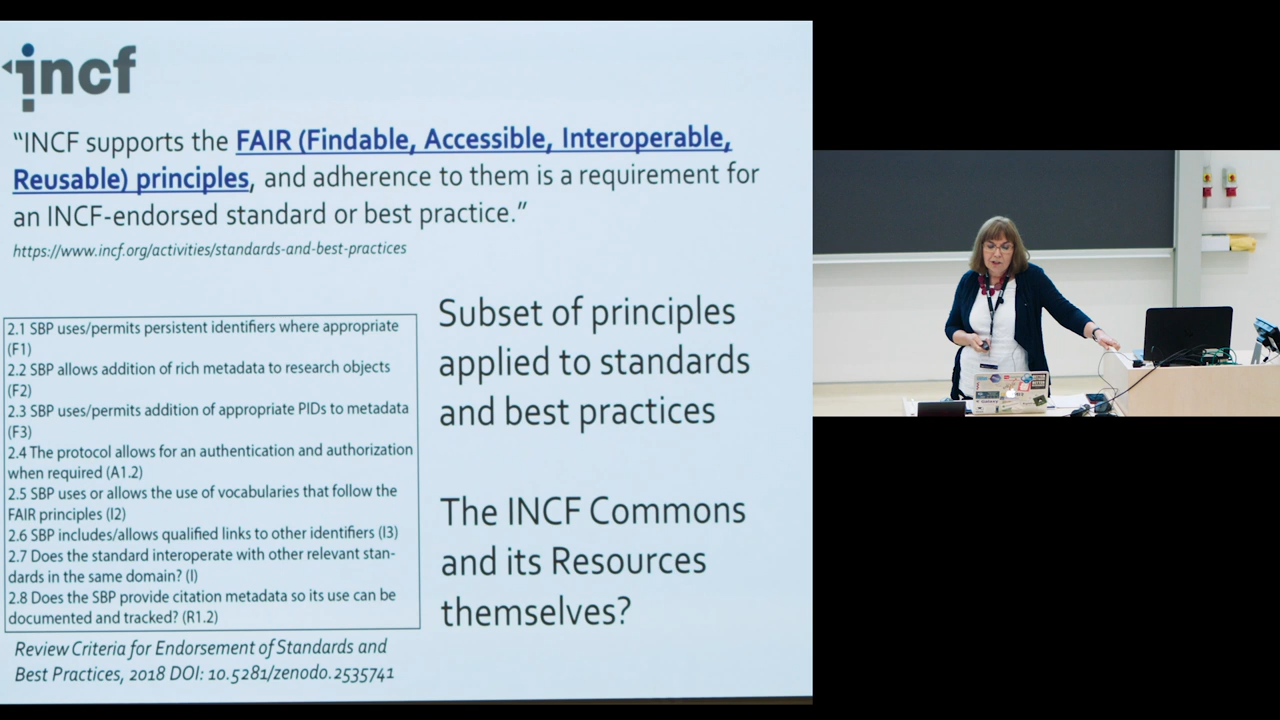 incf
“INCF supports the FAIR (Findable, Accessible, Interoperable,
Reusable) principles, and adherence to them is a requirement for
an INCF-endorsed standard or best practice.”
https://www.incf.org/activities/standards-and-best-practices
2.1 SBP uses/permits persistent identifiers where appropriate
(F1)
2.2 SBP allows addition of rich metadata to research objects
(F2)
2.3 SBP uses/permits addition of appropriate PIDs to metadata
(F3)
2.4 The protocol allows for an authentication and authorization
when required (A1.2)
2.5 SBP uses or allows the use of vocabularies that follow the
FAIR principles (I2)
2.6 SBP includes/allows qualified links to other identifiers (I3)
2.7 Does the standard interoperate with other relevant stan-
dards in the same domain? (I)
2.8 Does the SBP provide citation metadata so its use can be
documented and tracked? (R1.2)
Review Criteria for Endorsement of Standards and
Best Practices, 2018 DOI: 10.5281/zenodo.2535741
Subset of principles
applied to standards
and best practices
The INCF Commons
and its Resources
themselves?